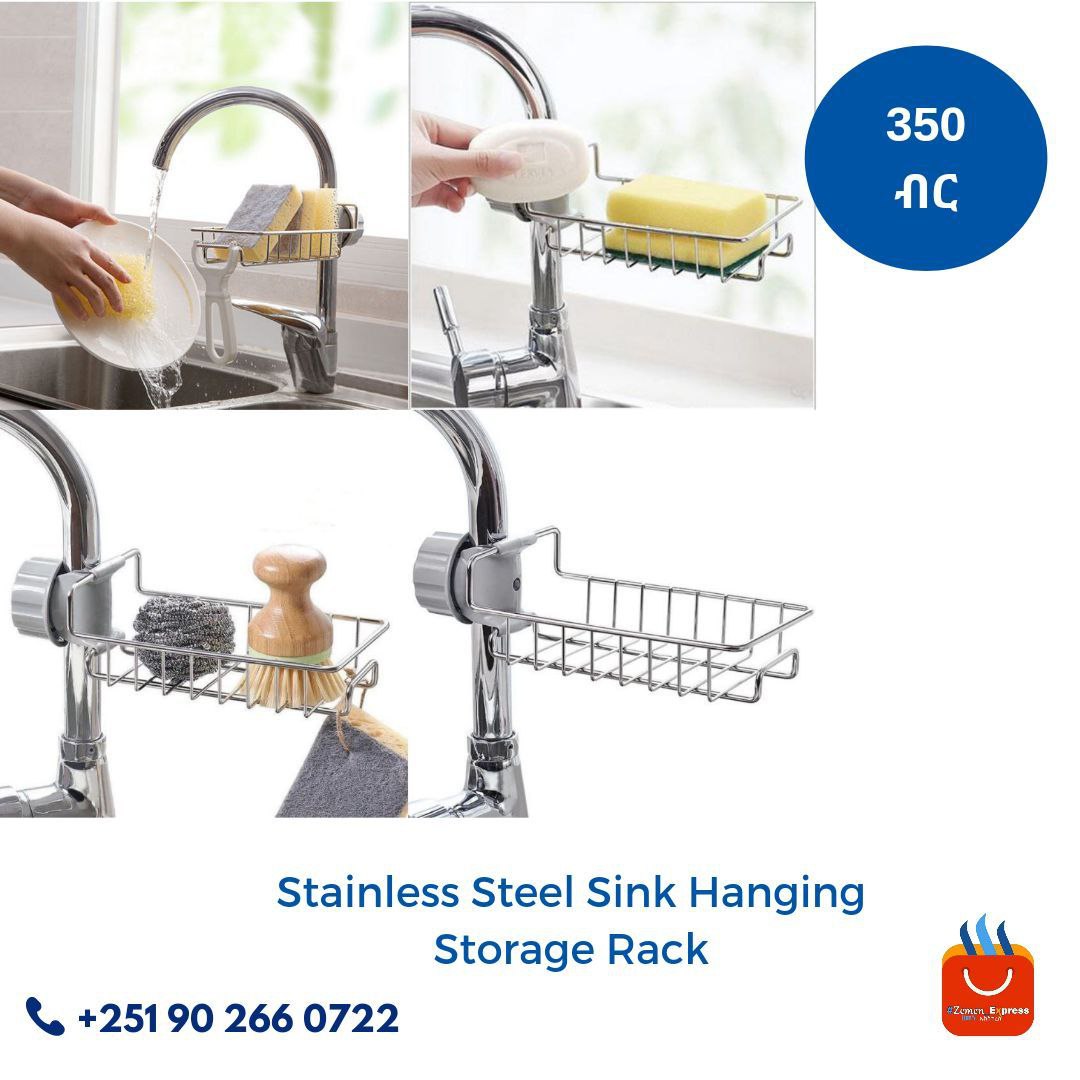 350
ብር
Stainless Steel Sink Hanging
Storage Rack
+251 90 266 0722
#Zemen Express